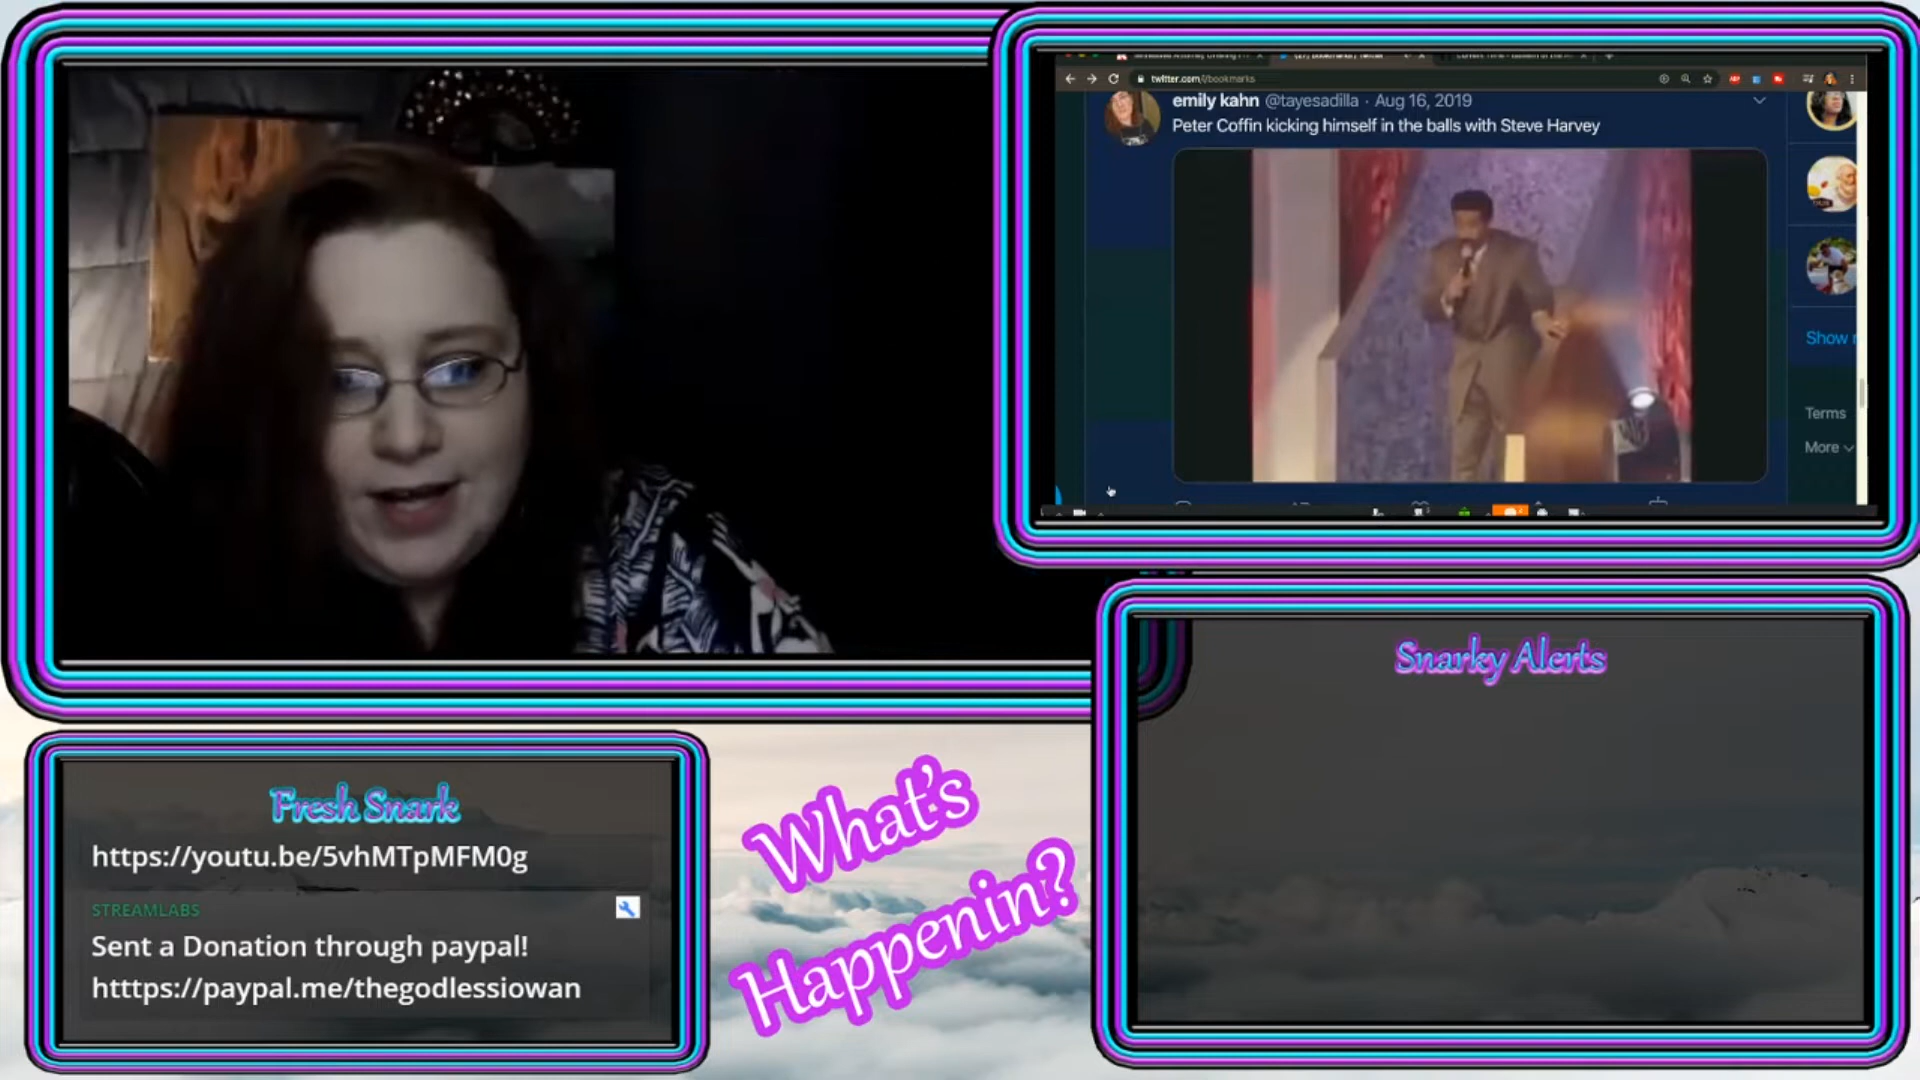 twitter.com/i/bookmarks
emily kahn @tayesadilla · Aug 16, 2019
Peter Coffin kicking himself in the balls with Steve Harvey
Show
Terms
More
Snarky Alerts
Fresh Snark
https://youtu.be/5vhMTpMFM0g
STREAMLABS
Sent a Donation through paypal!
htttps://paypal.me/thegodlessiowan
What's
Happenin?